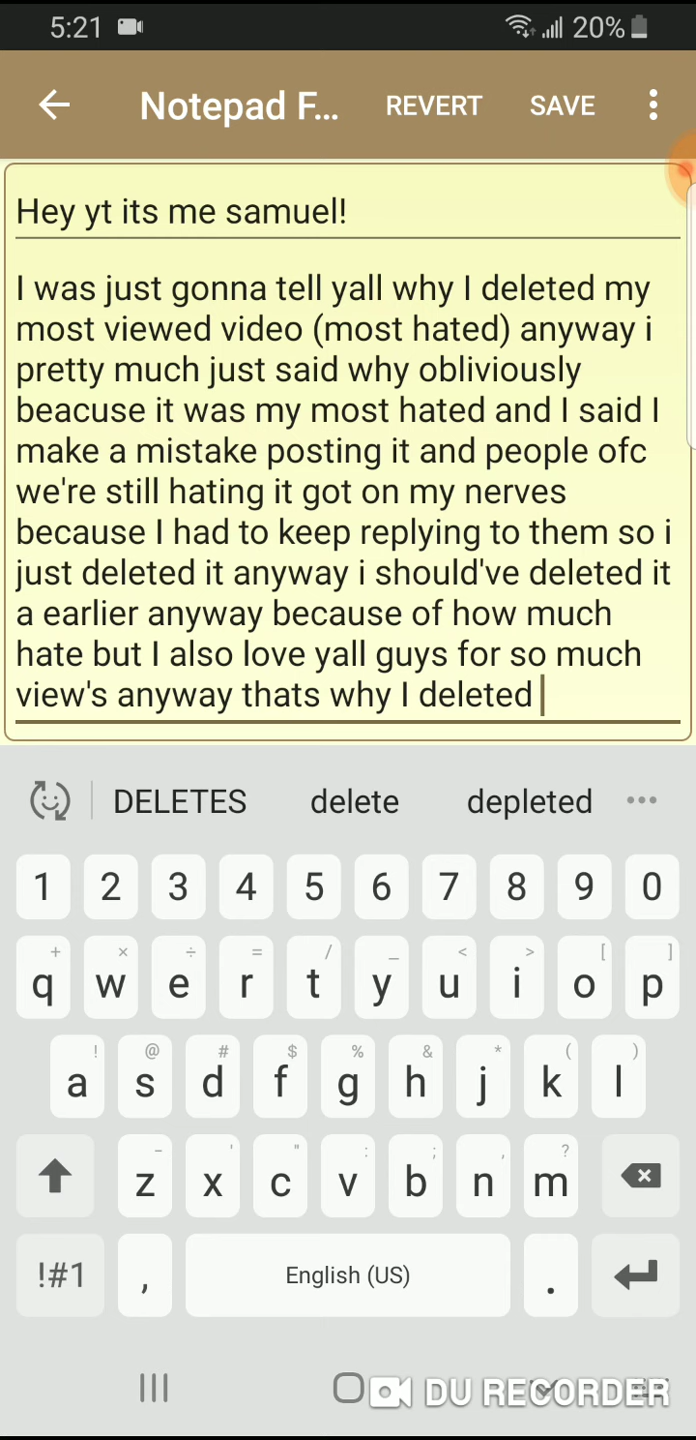 5:21 20%
Notepad F... REVERT SAVE
Hey yt its me samuel!
I was just gonna tell yall why I deleted my
most viewed video (most hated) anyway i
pretty much just said why obliviously
beacuse it was my most hated and I said I
make a mistake posting it and people ofc
we're still hating it got on my nerves
because I had to keep replying to them so i
just deleted it anyway i should've deleted it
a earlier anyway because of how much
hate but I also love yall guys for so much
view's anyway thats why I deleted
DELETES delete depleted ...
1 2 3 4 5 6 7 8 9 0
+ × ÷ = / _ < > [ ]
q w e r t y u i o p
! @ # $ % & * ( )
a s d f g h j k l
- ' " : ; , ?
z x c v b n m
!#1 , English (US) .
DU RECORDER